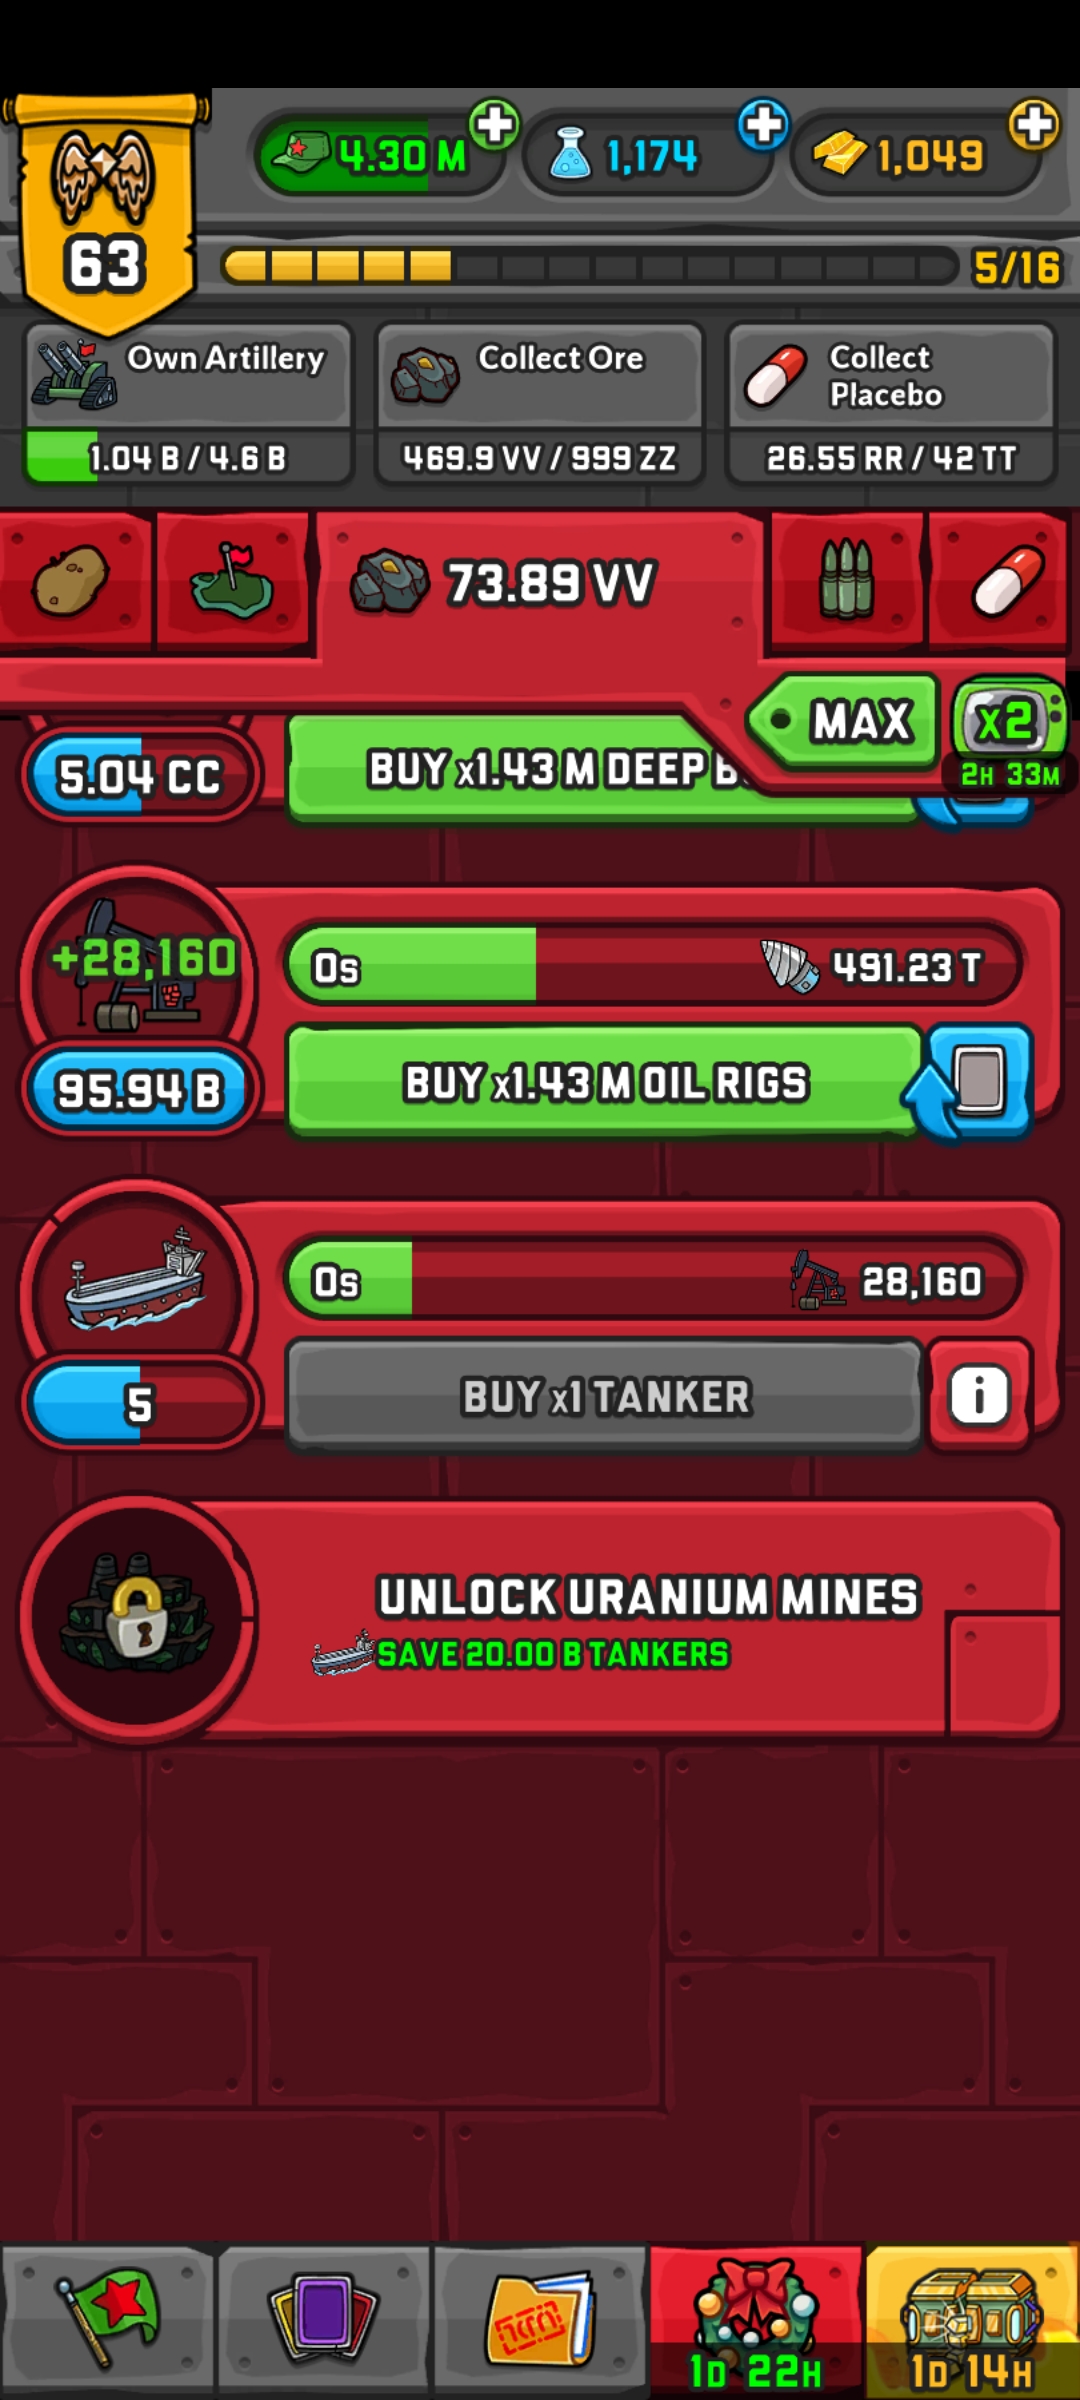 4.30 M
1,174
1,049
63
5/16
Own Artillery
1.04 B / 4.6 B
Collect Ore
469.9 VV / 999 ZZ
Collect
Placebo
26.55 RR / 42 TT
73.89 VV
MAX
x2
2H 33M
5.04 CC
BUY x1.43 M DEEP
+28,160
0s
491.23 T
95.94 B
BUY x1.43 M OIL RIGS
0s
28,160
5
BUY x1 TANKER
i
UNLOCK URANIUM MINES
SAVE 20.00 B TANKERS
1D 22H
1D 14H